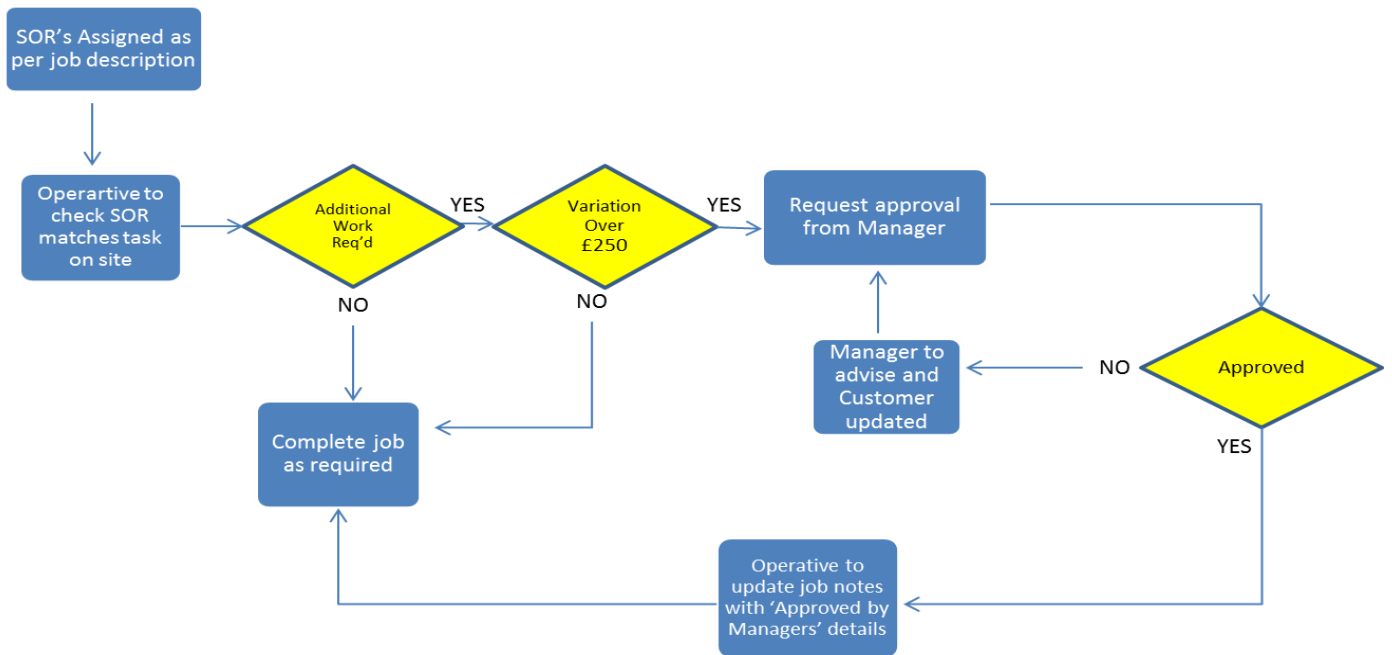 SOR's Assigned as
per job description
Operartive to
check SOR
matches task
on site
Additional
Work
Req'd
YES
NO
Variation
Over
£250
YES
NO
Request approval
from Manager
Manager to
advise and
Customer
updated
NO
Approved
YES
Complete job
as required
Operative to
update job notes
with ‘Approved by
Managers’ details